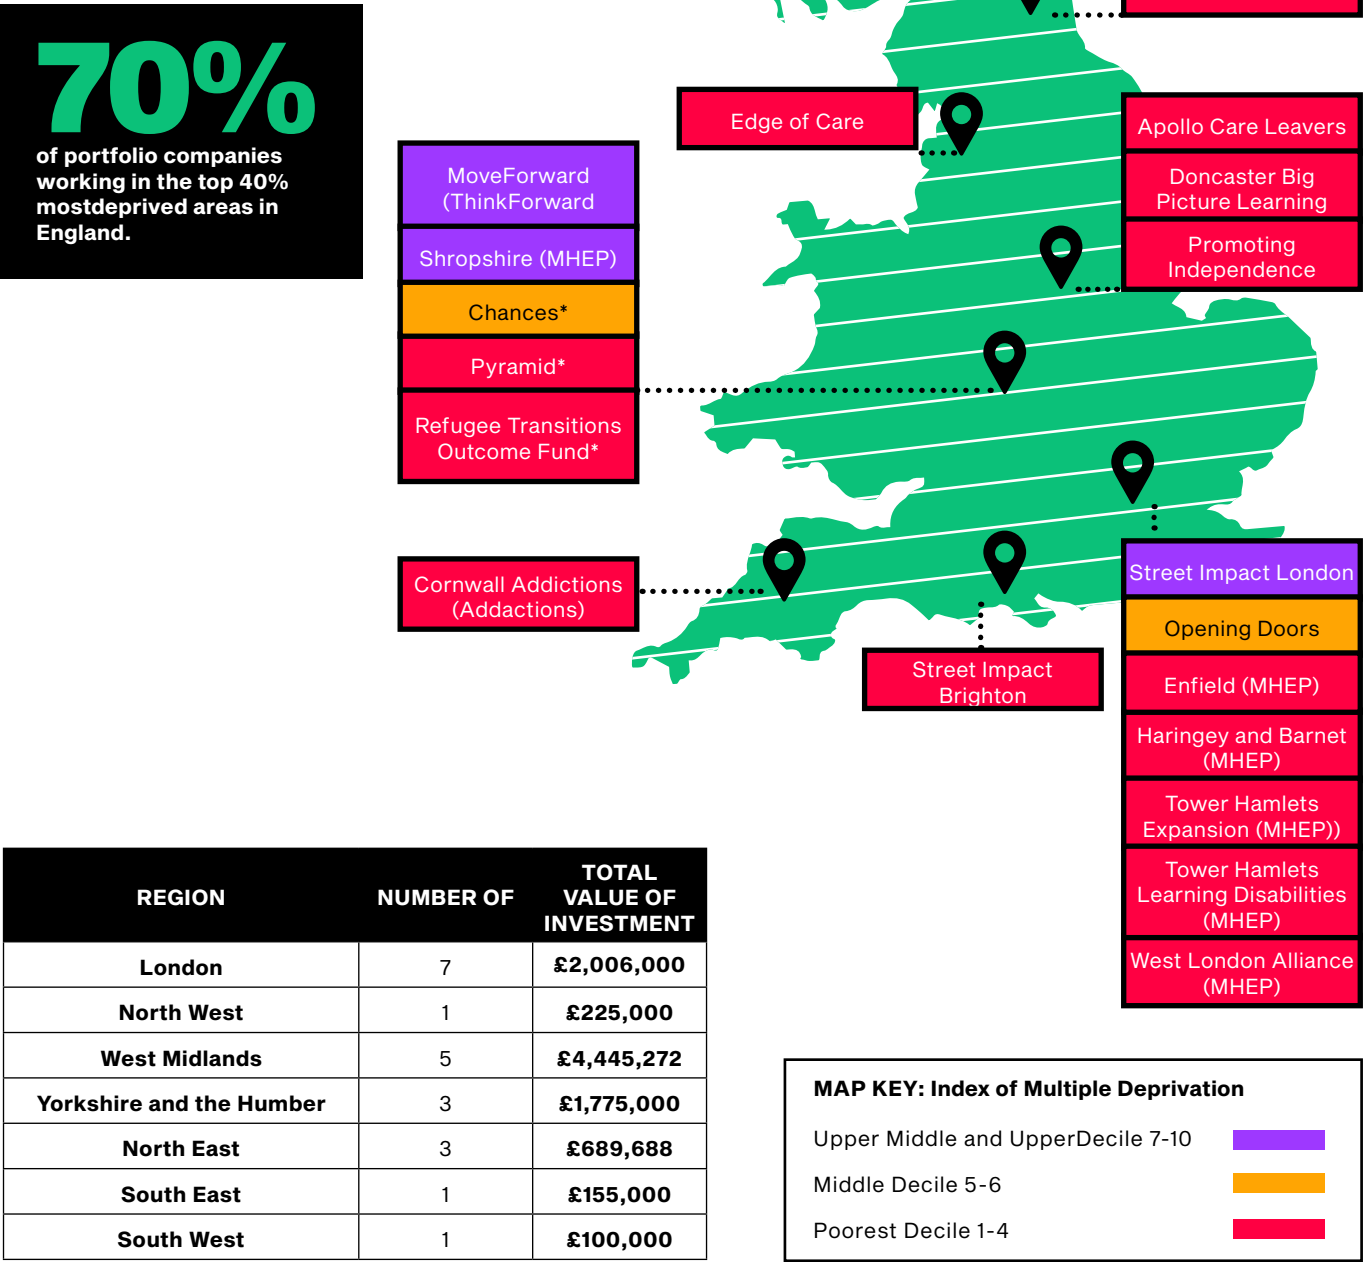 70%
of portfolio companies
working in the top 40%
mostdeprived areas in
England.
Edge of Care
MoveForward
(ThinkForward
Shropshire (MHEP)
Chances*
Pyramid*
Refugee Transitions
Outcome Fund*
Apollo Care Leavers
Doncaster Big
Picture Learning
Promoting
Independence
Cornwall Addictions
(Addactions)
Street Impact
Brighton
Street Impact London
Opening Doors
Enfield (MHEP)
Haringey and Barnet
(MHEP)
Tower Hamlets
Expansion (MHEP))
Tower Hamlets
Learning Disabilities
(MHEP)
West London Alliance
(MHEP)
REGION NUMBER OF TOTAL
VALUE OF
INVESTMENT
London 7 £2,006,000
North West 1 £225,000
West Midlands 5 £4,445,272
Yorkshire and the Humber 3 £1,775,000
North East 3 £689,688
South East 1 £155,000
South West 1 £100,000
MAP KEY: Index of Multiple Deprivation
Upper Middle and UpperDecile 7-10
Middle Decile 5-6
Poorest Decile 1-4